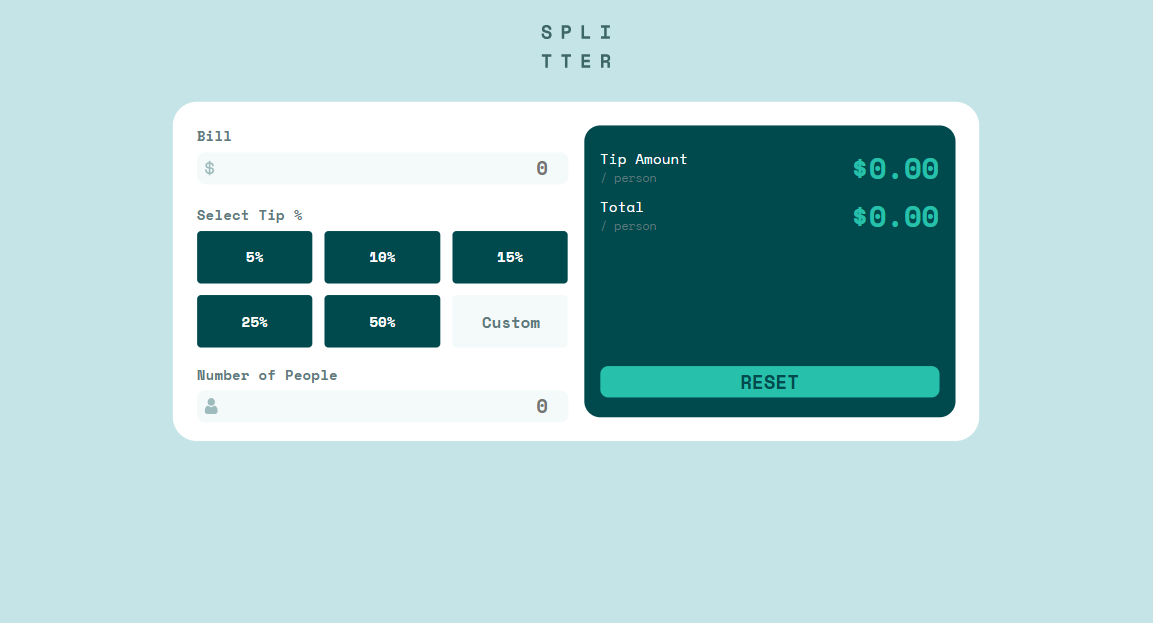 SPLI
TTER
Bill
$ 0
Select Tip %
5% 10% 15%
25% 50% Custom
Number of People
0
Tip Amount
/ person
$0.00
Total
/ person
$0.00
RESET